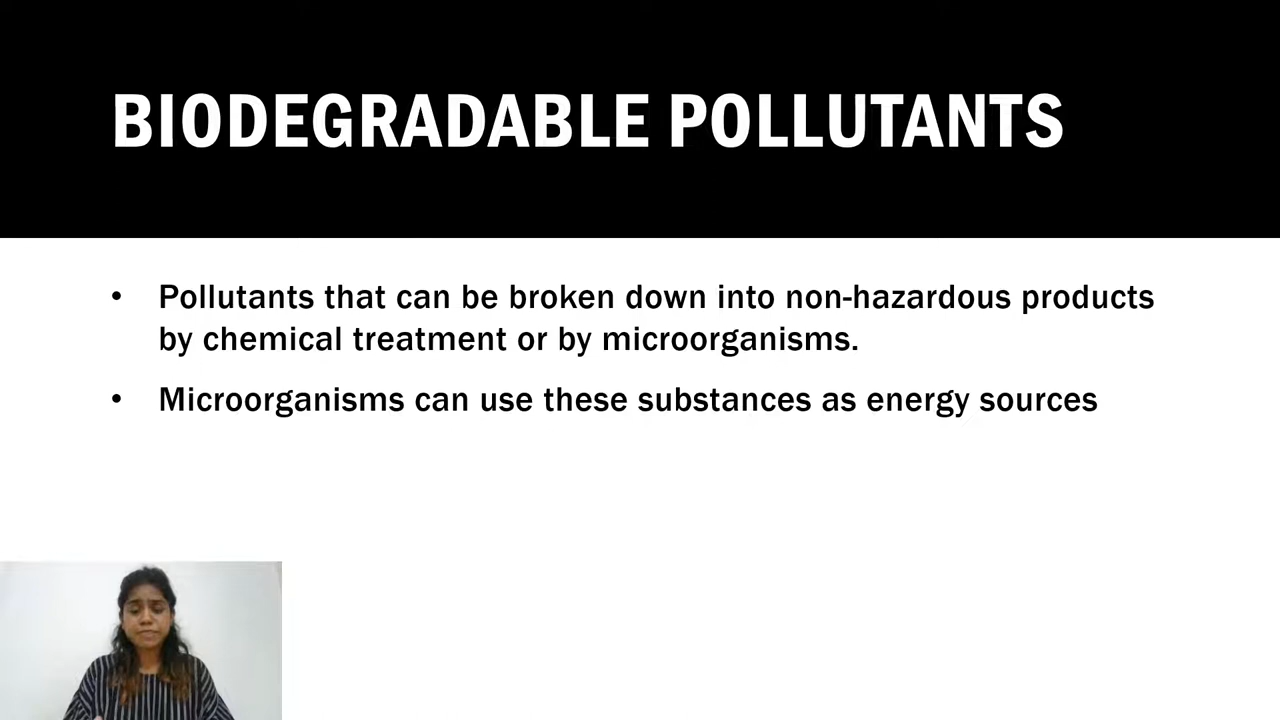 BIODEGRADABLE POLLUTANTS
• Pollutants that can be broken down into non-hazardous products
by chemical treatment or by microorganisms.
• Microorganisms can use these substances as energy sources